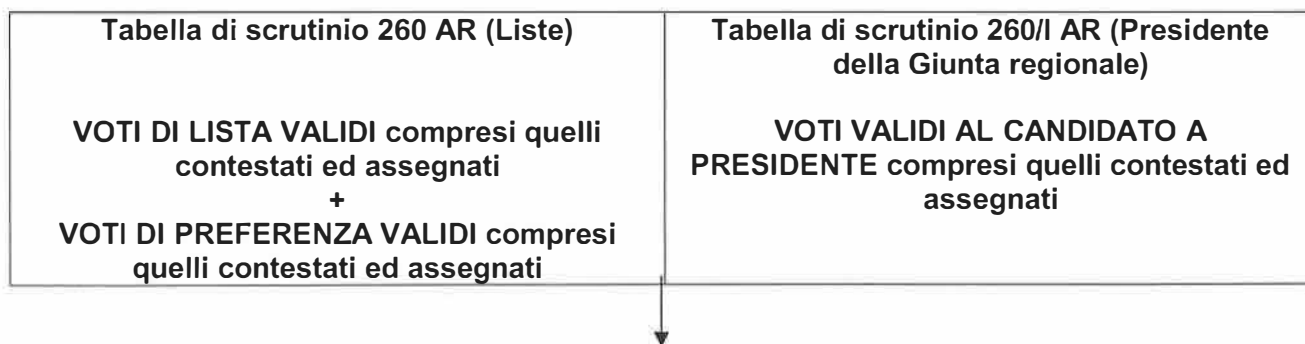 Tabella di scrutinio 260 AR (Liste)
VOTI DI LISTA VALIDI compresi quelli
contestati ed assegnati
+
VOTI DI PREFERENZA VALIDI compresi
quelli contestati ed assegnati
Tabella di scrutinio 260/I AR (Presidente
della Giunta regionale)
VOTI VALIDI AL CANDIDATO A
PRESIDENTE compresi quelli contestati ed
assegnati